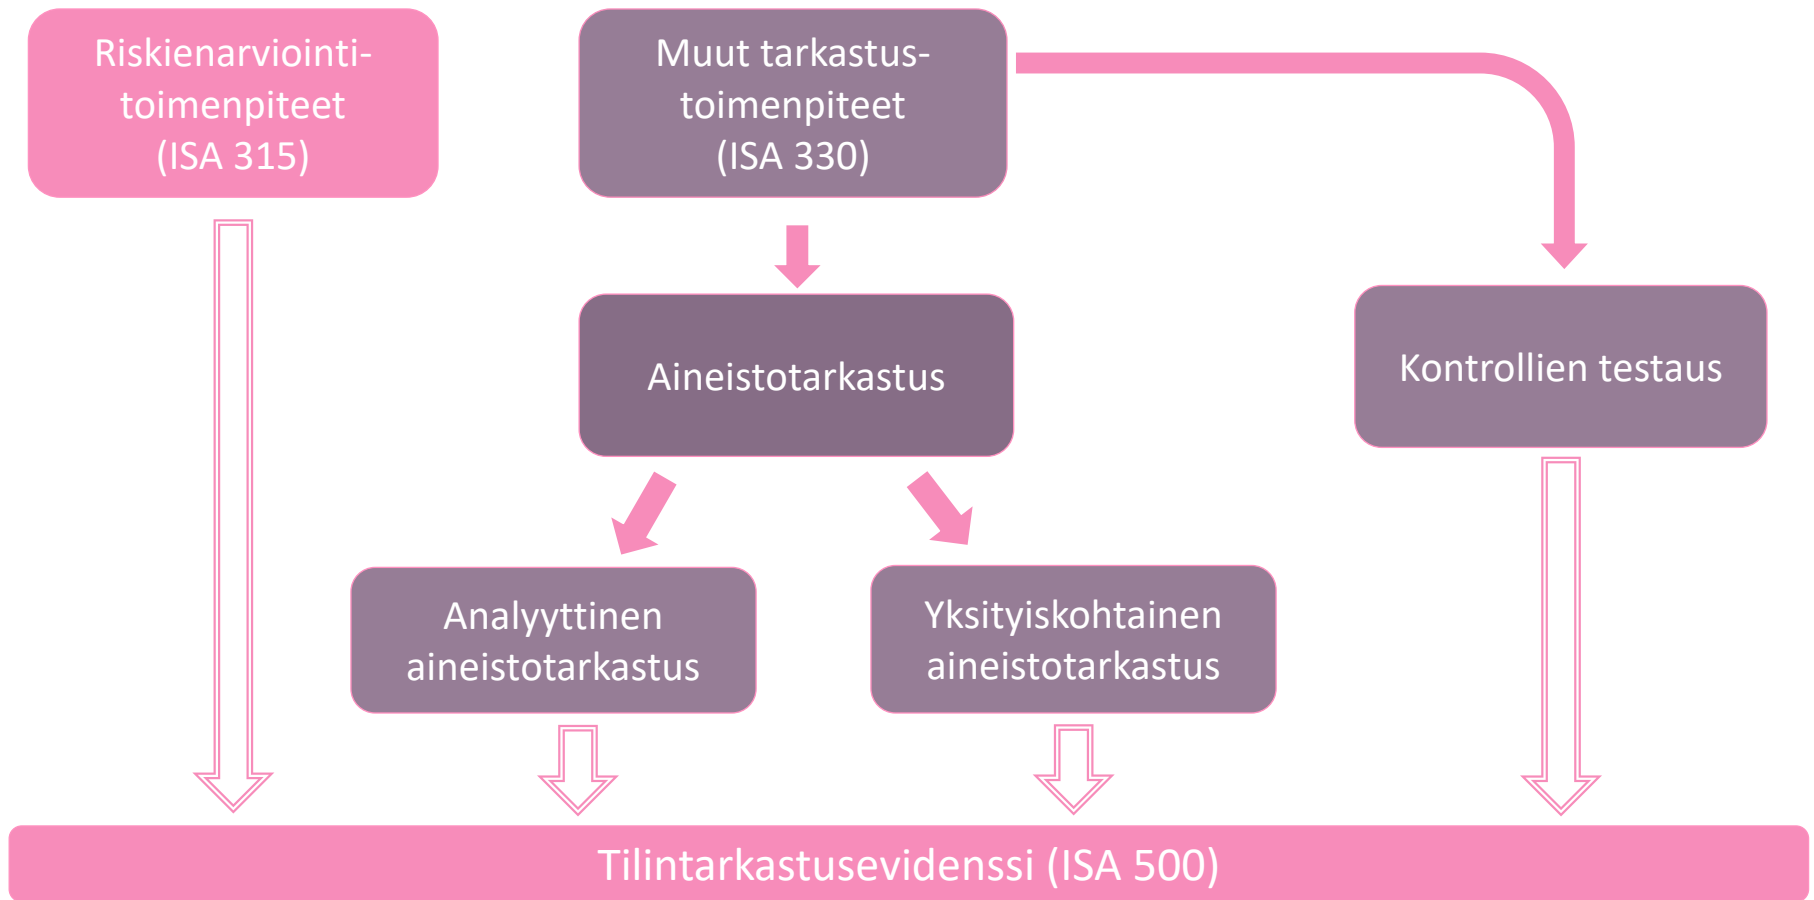 Riskienarviointi-
toimenpiteet
(ISA 315)
Muut tarkastus-
toimenpiteet
(ISA 330)
Aineistotarkastus
Kontrollien testaus
Analyyttinen
aineistotarkastus
Yksityiskohtainen
aineistotarkastus
Tilintarkastusevidenssi (ISA 500)